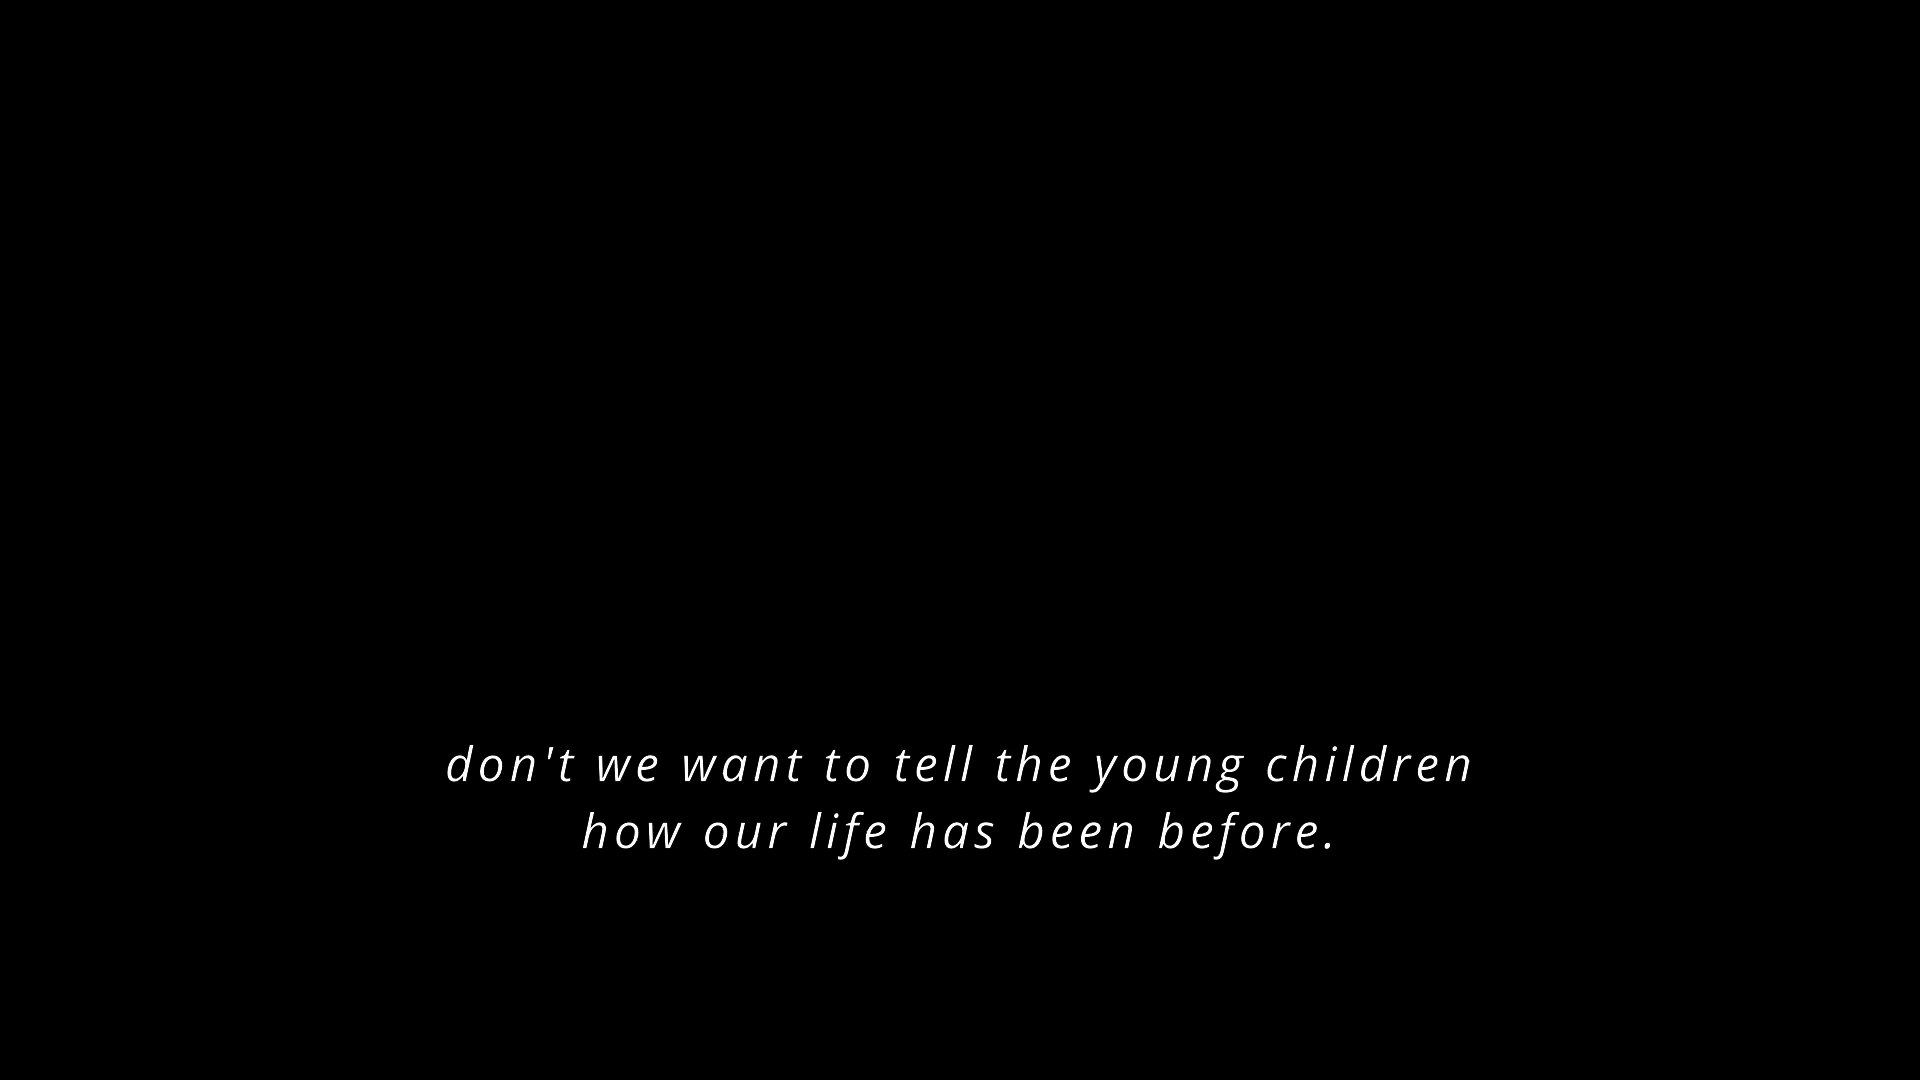 don't we want to tell the young children
how our life has been before.